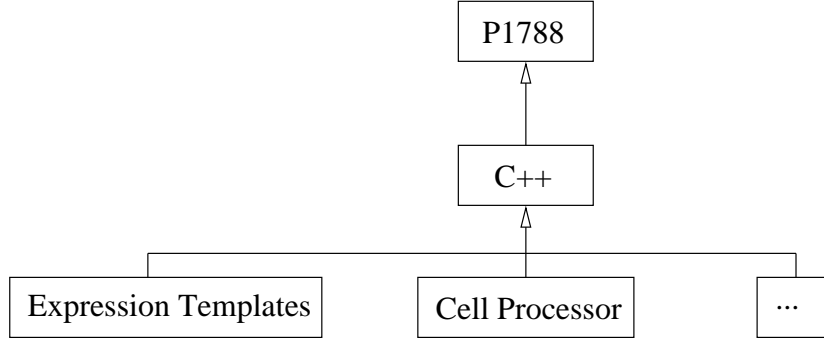 P1788
C++
Expression Templates
Cell Processor
...